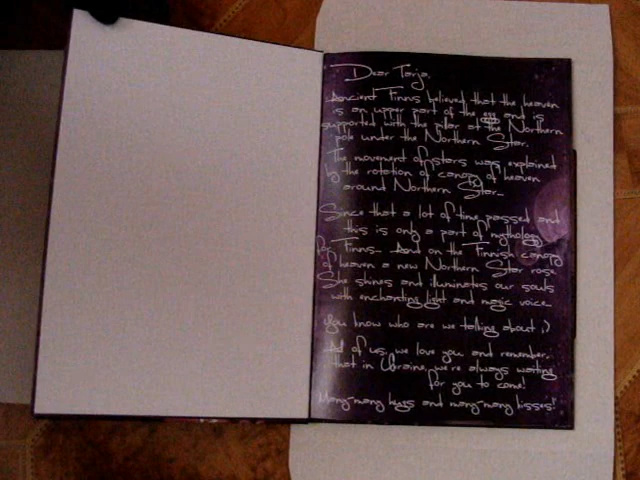 Dear Tarja,
Ancient Finns believed that the heaven
is an upper part of the egg and is
supported with the pillar at the Northern
pole under the Northern Star.
The movement of stars was explained
by the rotation of canopy of heaven
around Northern Star...
Since that a lot of time passed and
this is only a part of mythology
for Finns... And on the Finnish canopy
of heaven a new Northern Star rose.
She shines and illuminates our souls
with enchanting light and magic voice...
You know who are we talking about ;)
All of us, we love you and remember,
that in Ukraine, we're always waiting
for you to come!
Many-many hugs and many-many kisses!